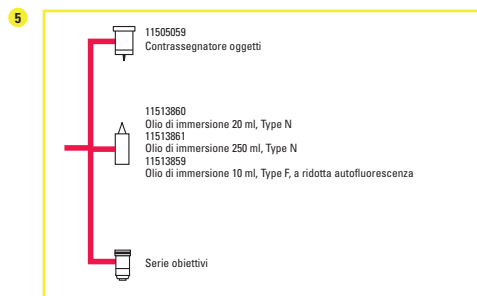 5
11505059
Contrassegnatore oggetti
11513860
Olio di immersione 20 ml, Type N
11513861
Olio di immersione 250 ml, Type N
11513859
Olio di immersione 10 ml, Type F, a ridotta autofluorescenza
Serie obiettivi